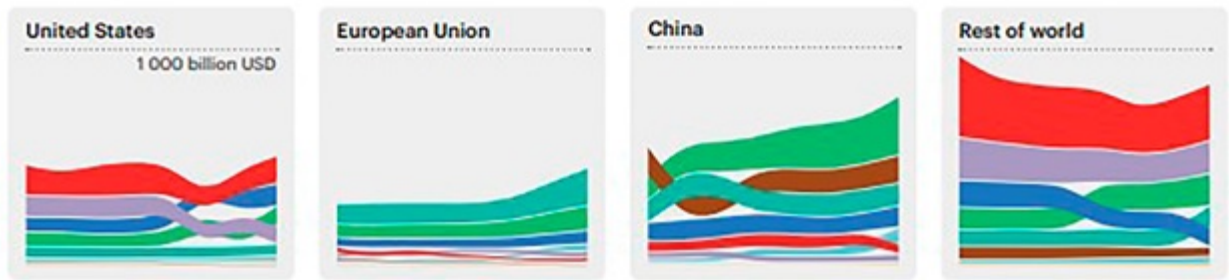 United States
1 000 billion USD
European Union
China
Rest of world